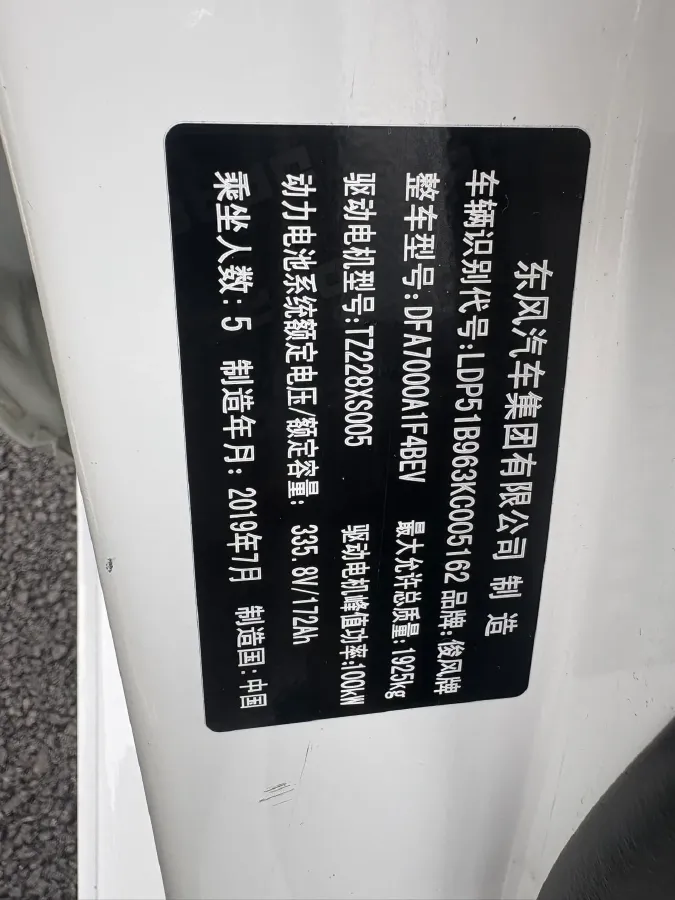 东风汽车集团有限公司 制造
车辆识别代号:LDP51B963KC005162 品牌:俊风牌
整车型号:DFA7000A1F4BEV 最大允许总质量:1925kg
驱动电机型号:TZ228XS005 驱动电机峰值功率:100kW
动力电池系统额定电压/额定容量: 335.8V/172Ah
乘坐人数: 5 制造年月: 2019年7月 制造国:中国